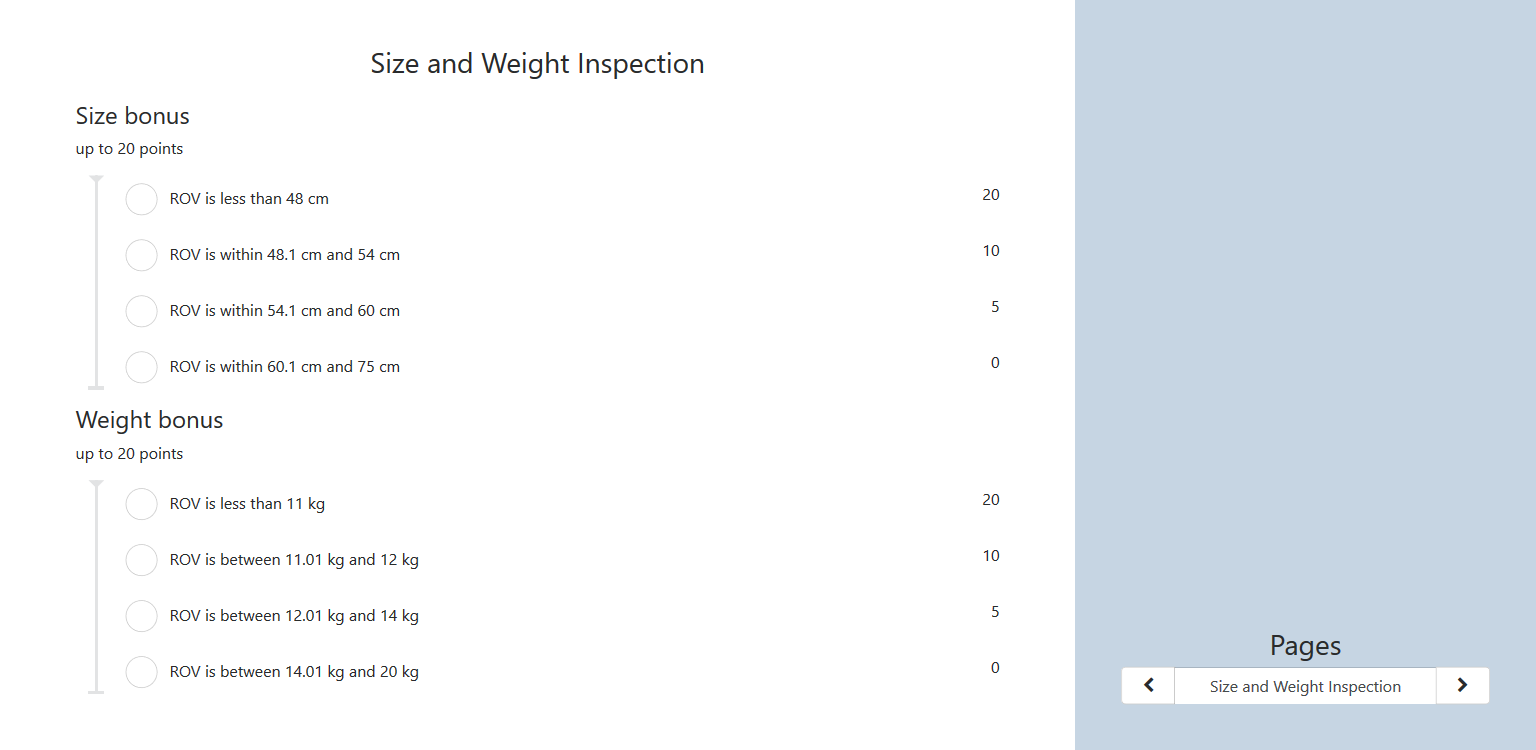 Size and Weight Inspection
Size bonus
up to 20 points
ROV is less than 48 cm 20
ROV is within 48.1 cm and 54 cm 10
ROV is within 54.1 cm and 60 cm 5
ROV is within 60.1 cm and 75 cm 0
Weight bonus
up to 20 points
ROV is less than 11 kg 20
ROV is between 11.01 kg and 12 kg 10
ROV is between 12.01 kg and 14 kg 5
ROV is between 14.01 kg and 20 kg 0
Pages
Size and Weight Inspection